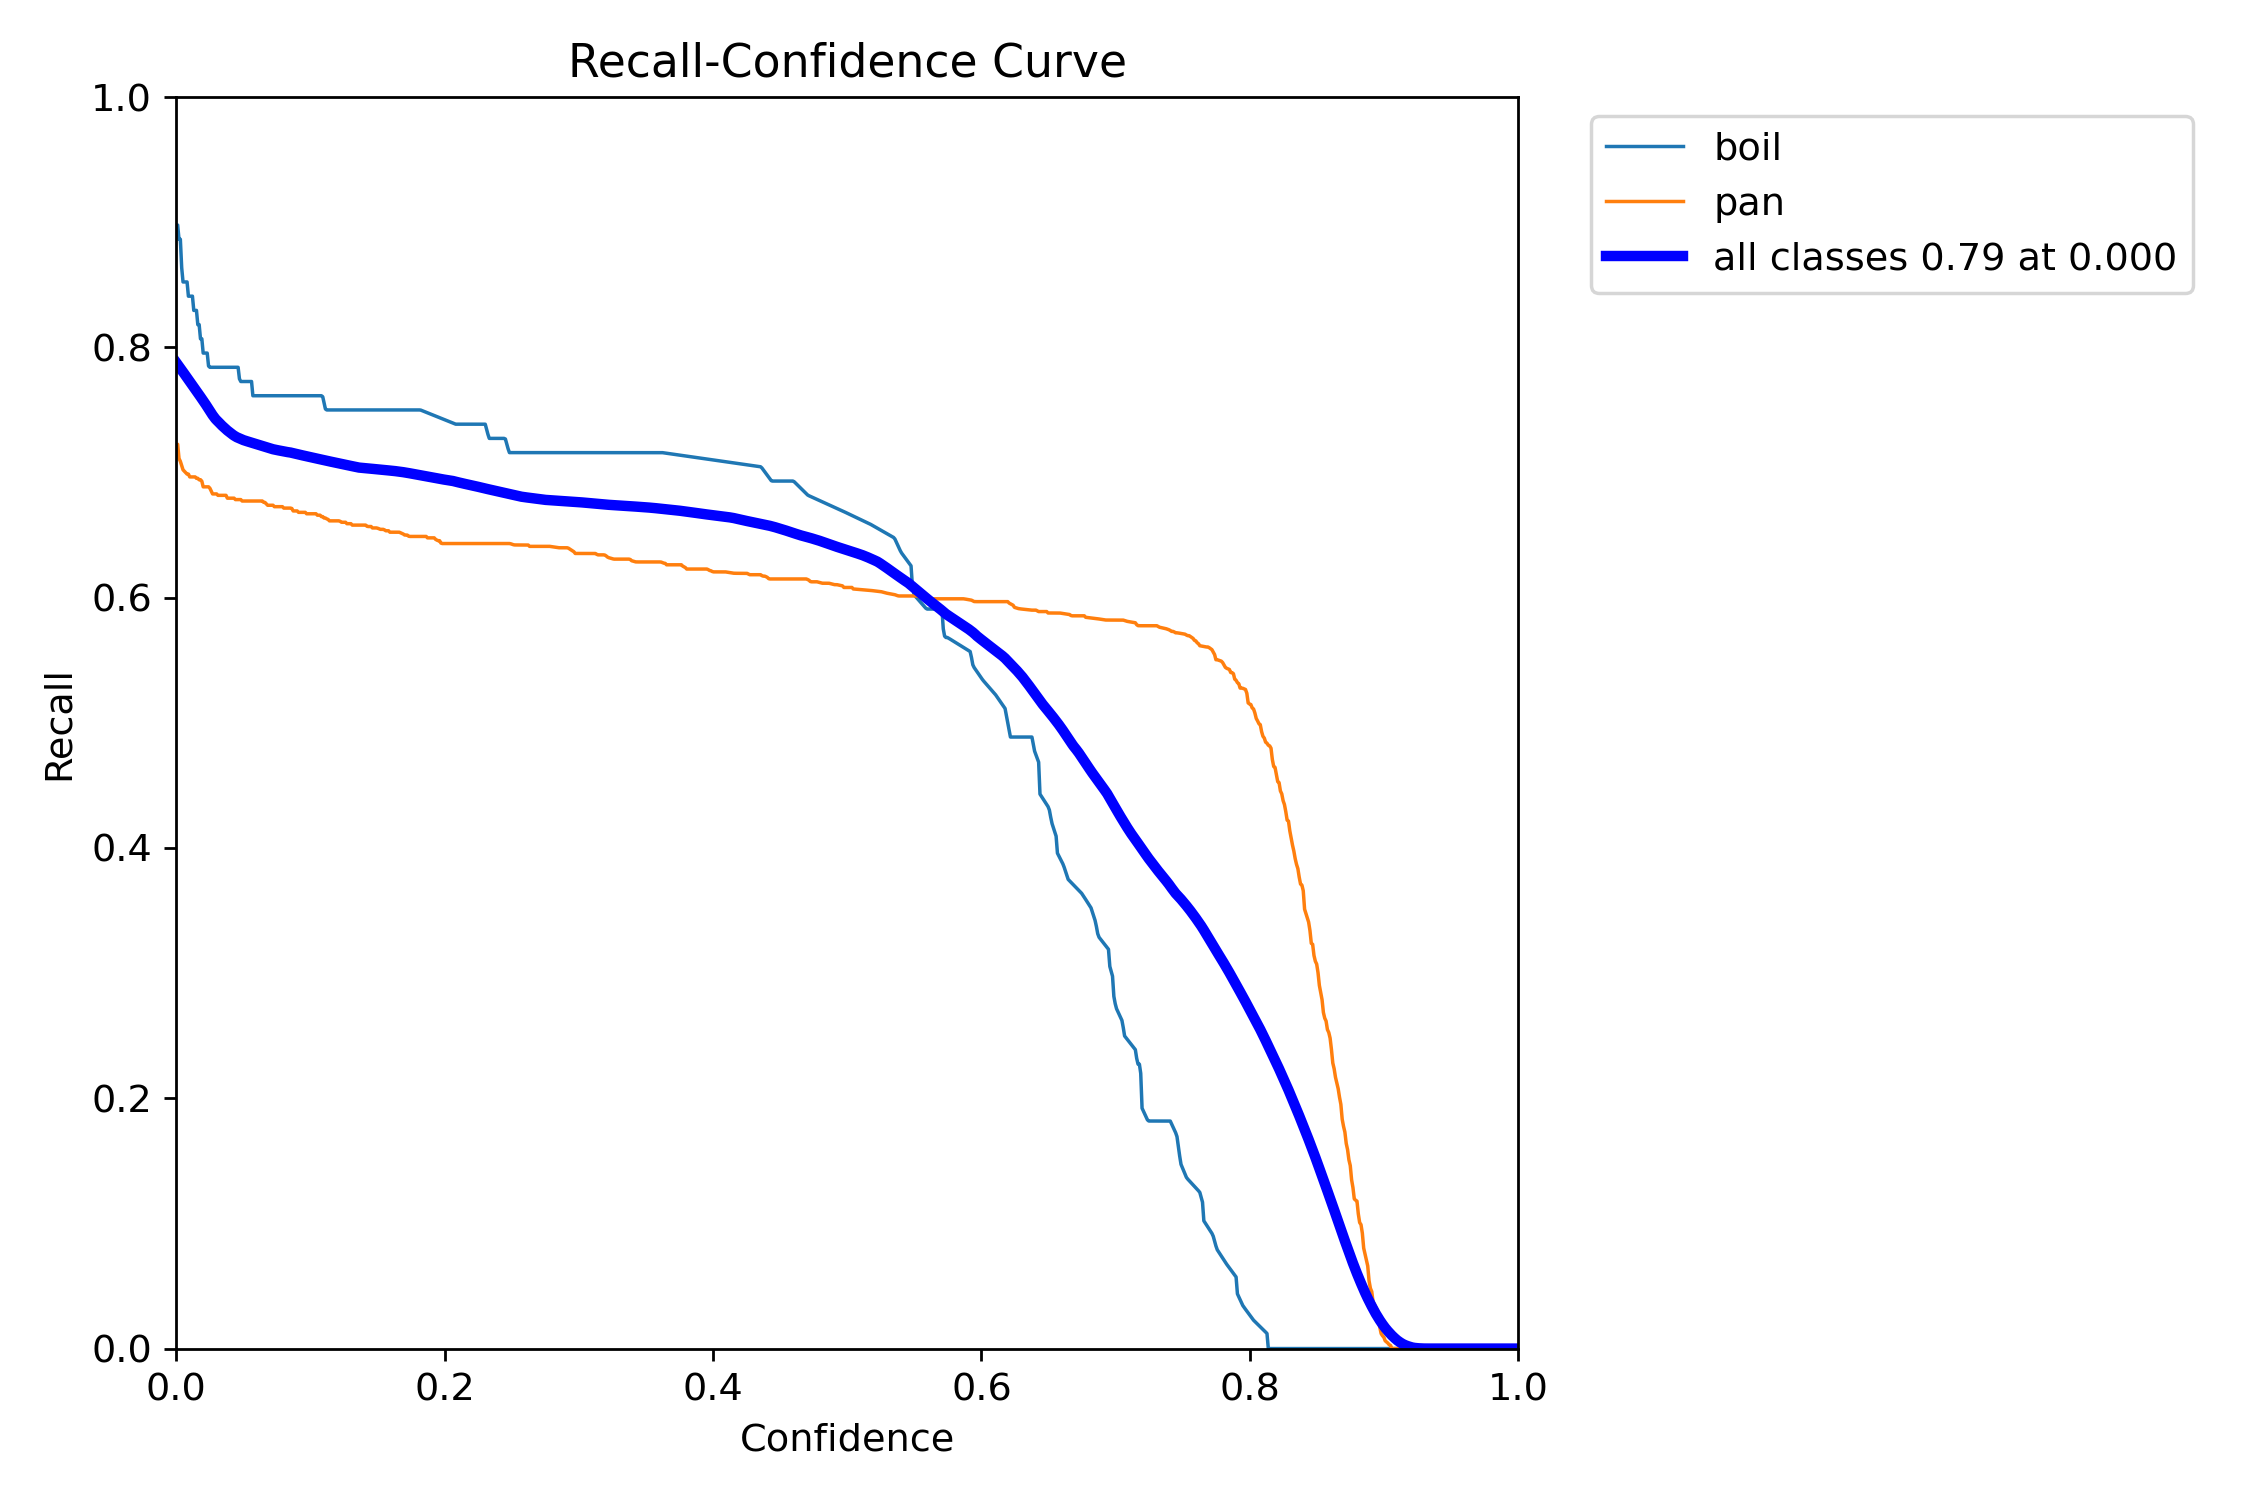 Recall-Confidence Curve
1.0
0.8
0.6
0.4
0.2
0.0
Recall
0.0 0.2 0.4 0.6 0.8 1.0
Confidence
boil
pan
all classes 0.79 at 0.000